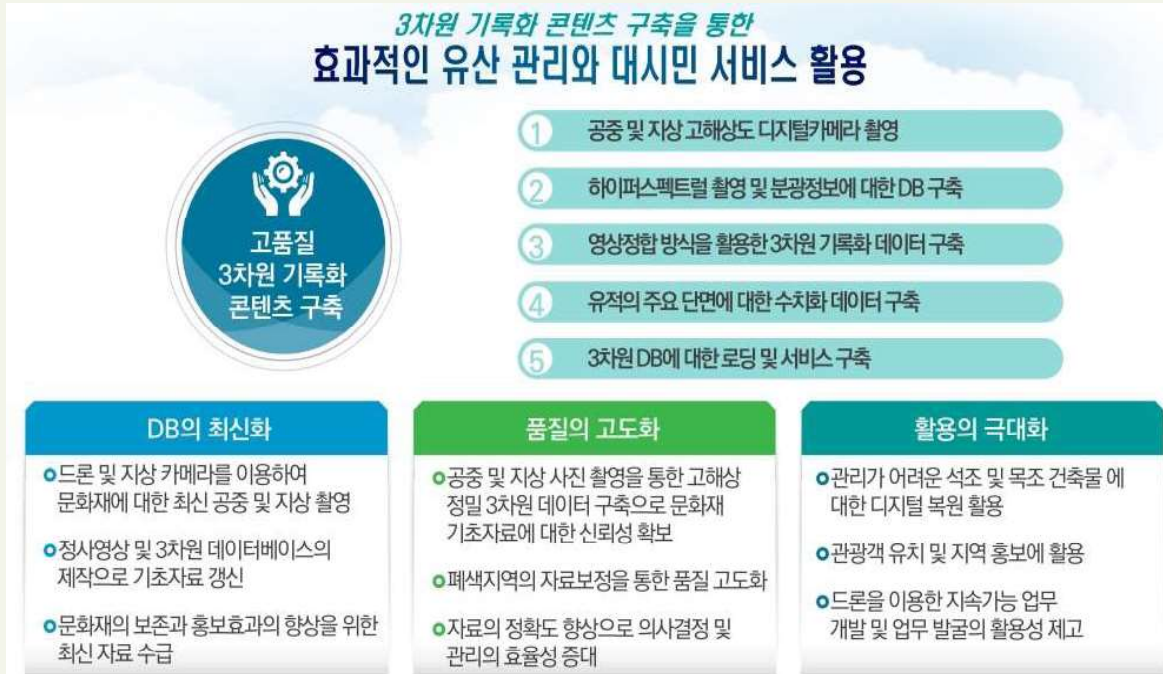 3차원 기록화 콘텐츠 구축을 통한
효과적인 유산 관리와 대시민 서비스 활용
고품질
3차원 기록화
콘텐츠 구축
1 공중 및 지상 고해상도 디지털카메라 촬영
2 하이퍼스펙트럴 촬영 및 분광정보에 대한 DB 구축
3 영상정합 방식을 활용한 3차원 기록화 데이터 구축
4 유적의 주요 단면에 대한 수치화 데이터 구축
5 3차원 DB에 대한 로딩 및 서비스 구축
DB의 최신화
드론 및 지상 카메라를 이용하여
문화재에 대한 최신 공중 및 지상 촬영
정사영상 및 3차원 데이터베이스의
제작으로 기초자료 갱신
문화재의 보존과 홍보효과의 향상을 위한
최신 자료 수급
품질의 고도화
공중 및 지상 사진 촬영을 통한 고해상
정밀 3차원 데이터 구축으로 문화재
기초자료에 대한 신뢰성 확보
폐색지역의 자료보정을 통한 품질 고도화
자료의 정확도 향상으로 의사결정 및
관리의 효율성 증대
활용의 극대화
관리가 어려운 석조 및 목조 건축물 에
대한 디지털 복원 활용
관광객 유치 및 지역 홍보에 활용
드론을 이용한 지속가능 업무
개발 및 업무 발굴의 활용성 제고